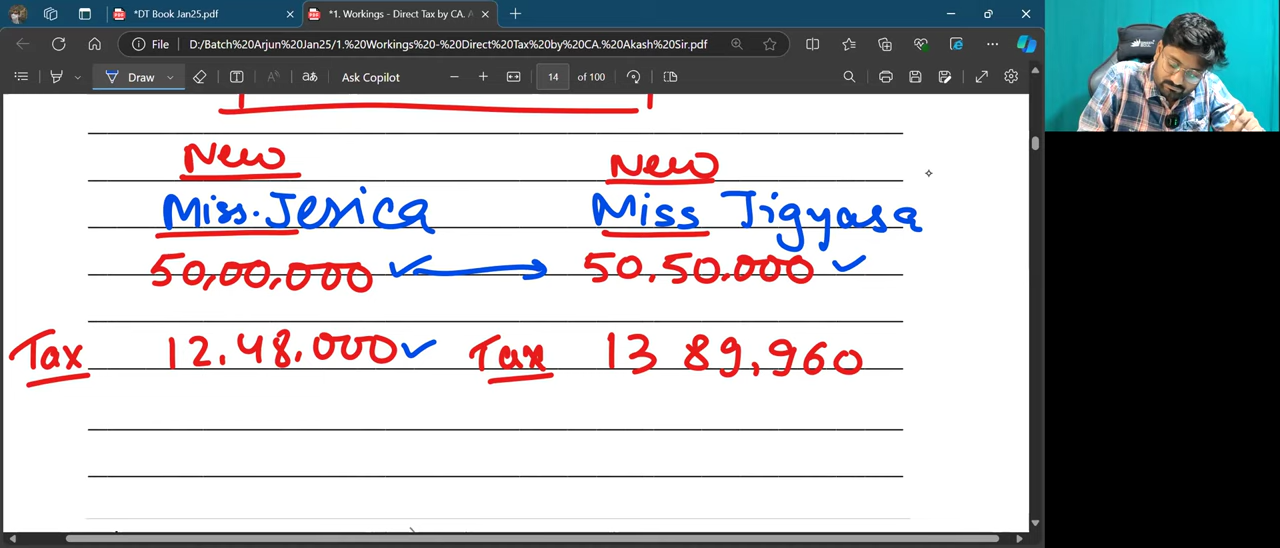 *DT Book Jan25.pdf
*1. Workings - Direct Tax by CA. A
File
D:/Batch%20Arjun%20Jan25/1.%20Workings%20-%20Direct%20Tax%20by%20CA.%20Akash%20Sir.pdf
Draw
Ask Copilot
14 of 100
New New
Miss. Jesica Miss Jigyasa
50,00,000 50.50.000
Tax 12.48.000 Tax 13 89,960